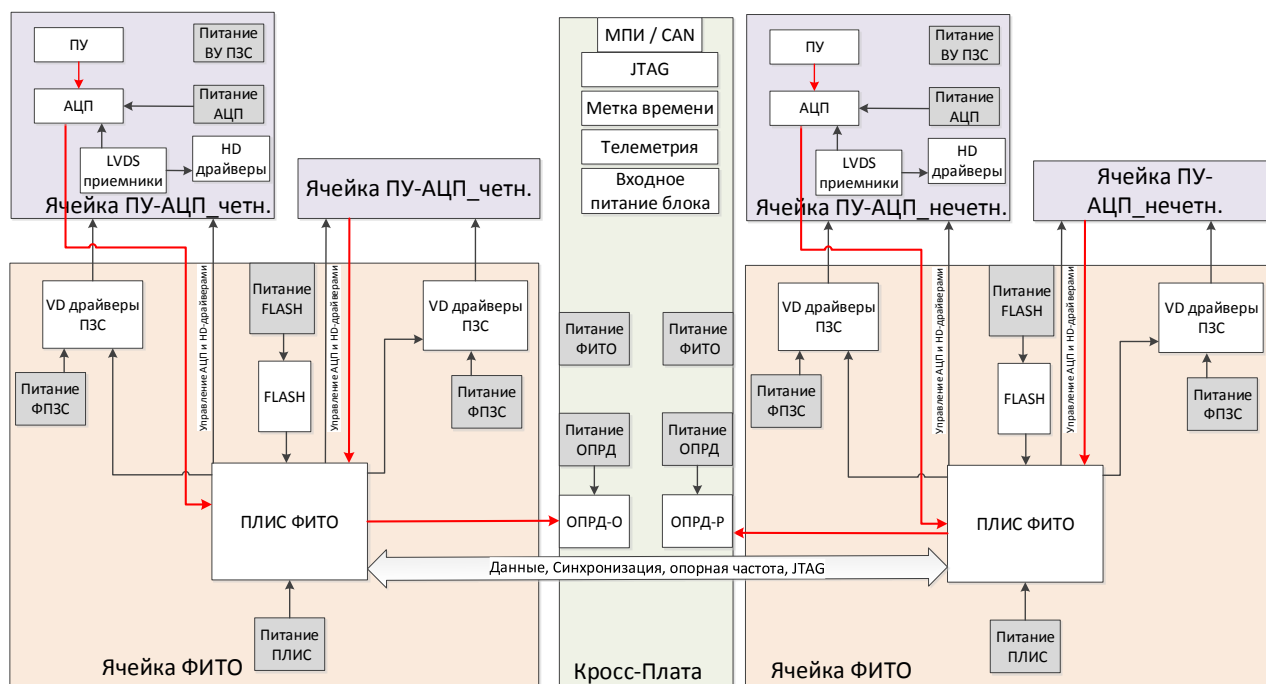 ПУ
Питание
ВУ ПЗС
АЦП
Питание
АЦП
LVDS
приемники
HD
драйверы
Ячейка ПУ-АЦП_четн.
Ячейка ПУ-АЦП_четн.
VD драйверы
ПЗС
Питание
ФПЗС
Управление АЦП и HD-драйверами
Питание
FLASH
FLASH
Управление АЦП и HD-драйверами
VD драйверы
ПЗС
Питание
ФПЗС
ПЛИС ФИТО
Питание
ПЛИС
Ячейка ФИТО
МПИ / CAN
JTAG
Метка времени
Телеметрия
Входное
питание блока
Питание
ФИТО
Питание
ФИТО
Питание
ОПРД
Питание
ОПРД
ОПРД-О
ОПРД-Р
Данные, Синхронизация, опорная частота, JTAG
Кросс-Плата
ПУ
Питание
ВУ ПЗС
АЦП
Питание
АЦП
LVDS
приемники
HD
драйверы
Ячейка ПУ-АЦП_нечетн.
Ячейка ПУ-
АЦП_нечетн.
VD драйверы
ПЗС
Питание
ФПЗС
Управление АЦП и HD-драйверами
Питание
FLASH
FLASH
Управление АЦП и HD-драйверами
VD драйверы
ПЗС
Питание
ФПЗС
ПЛИС ФИТО
Питание
ПЛИС
Ячейка ФИТО